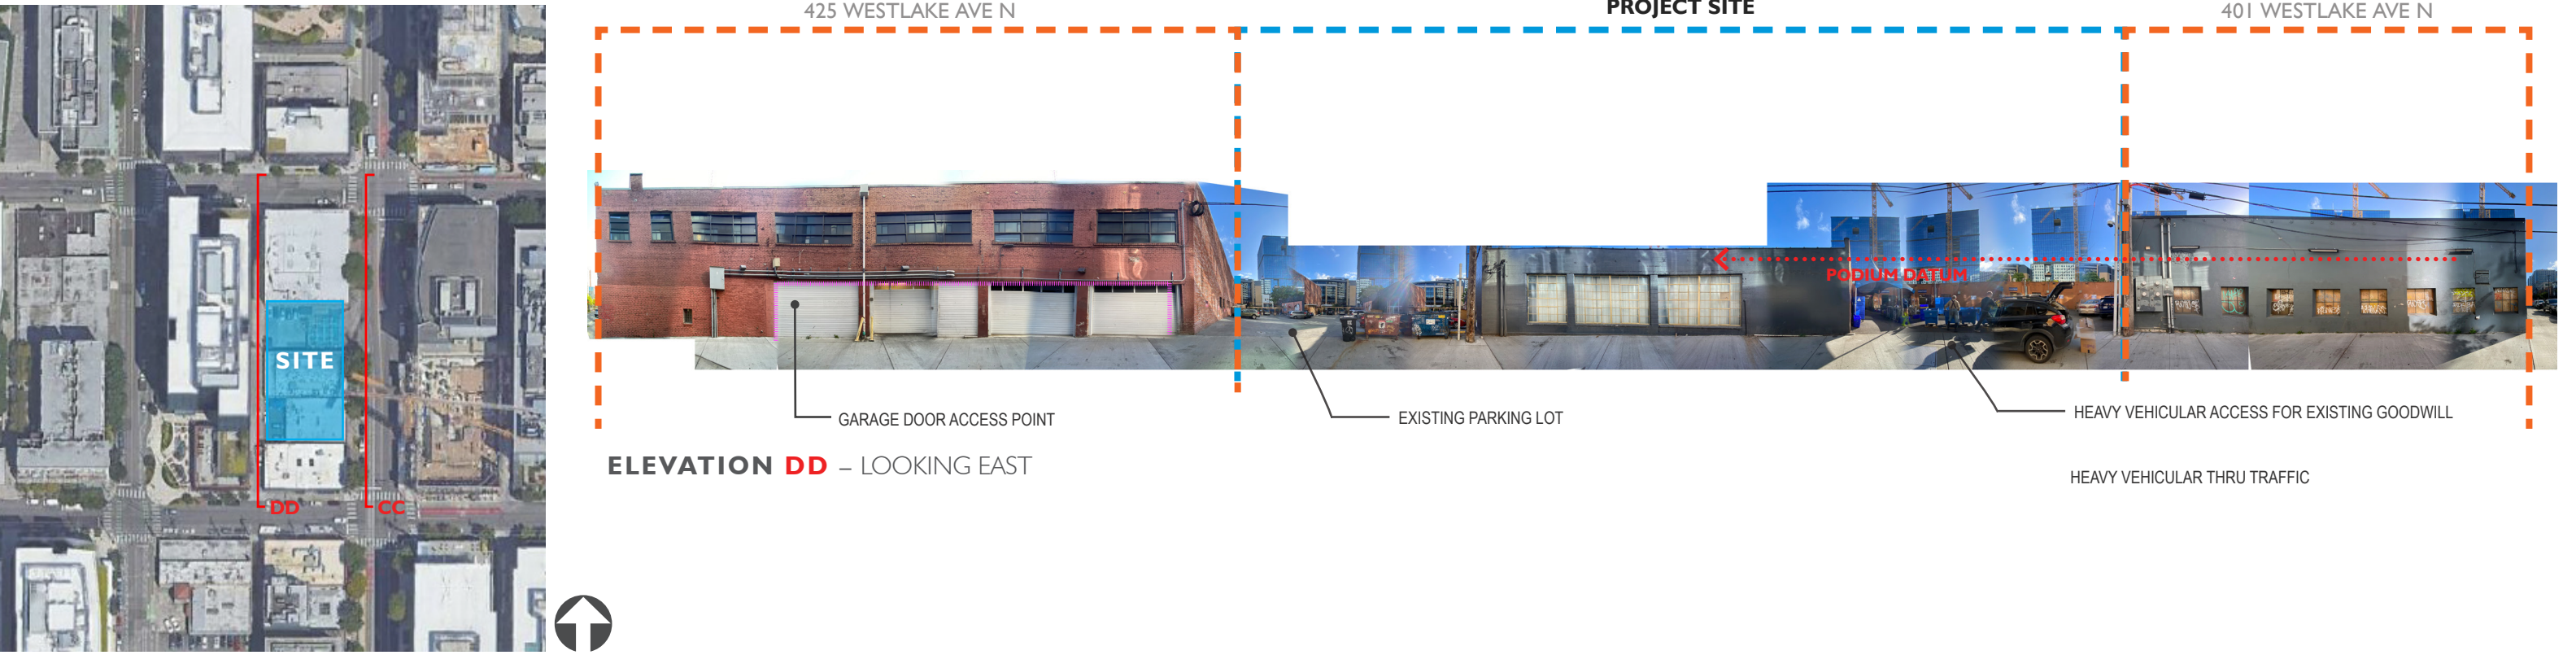 425 WESTLAKE AVE N
PROJECT SITE
401 WESTLAKE AVE N
SITE
DD
CC
PODIUM DATUM
GARAGE DOOR ACCESS POINT
EXISTING PARKING LOT
HEAVY VEHICULAR ACCESS FOR EXISTING GOODWILL
ELEVATION DD – LOOKING EAST
HEAVY VEHICULAR THRU TRAFFIC